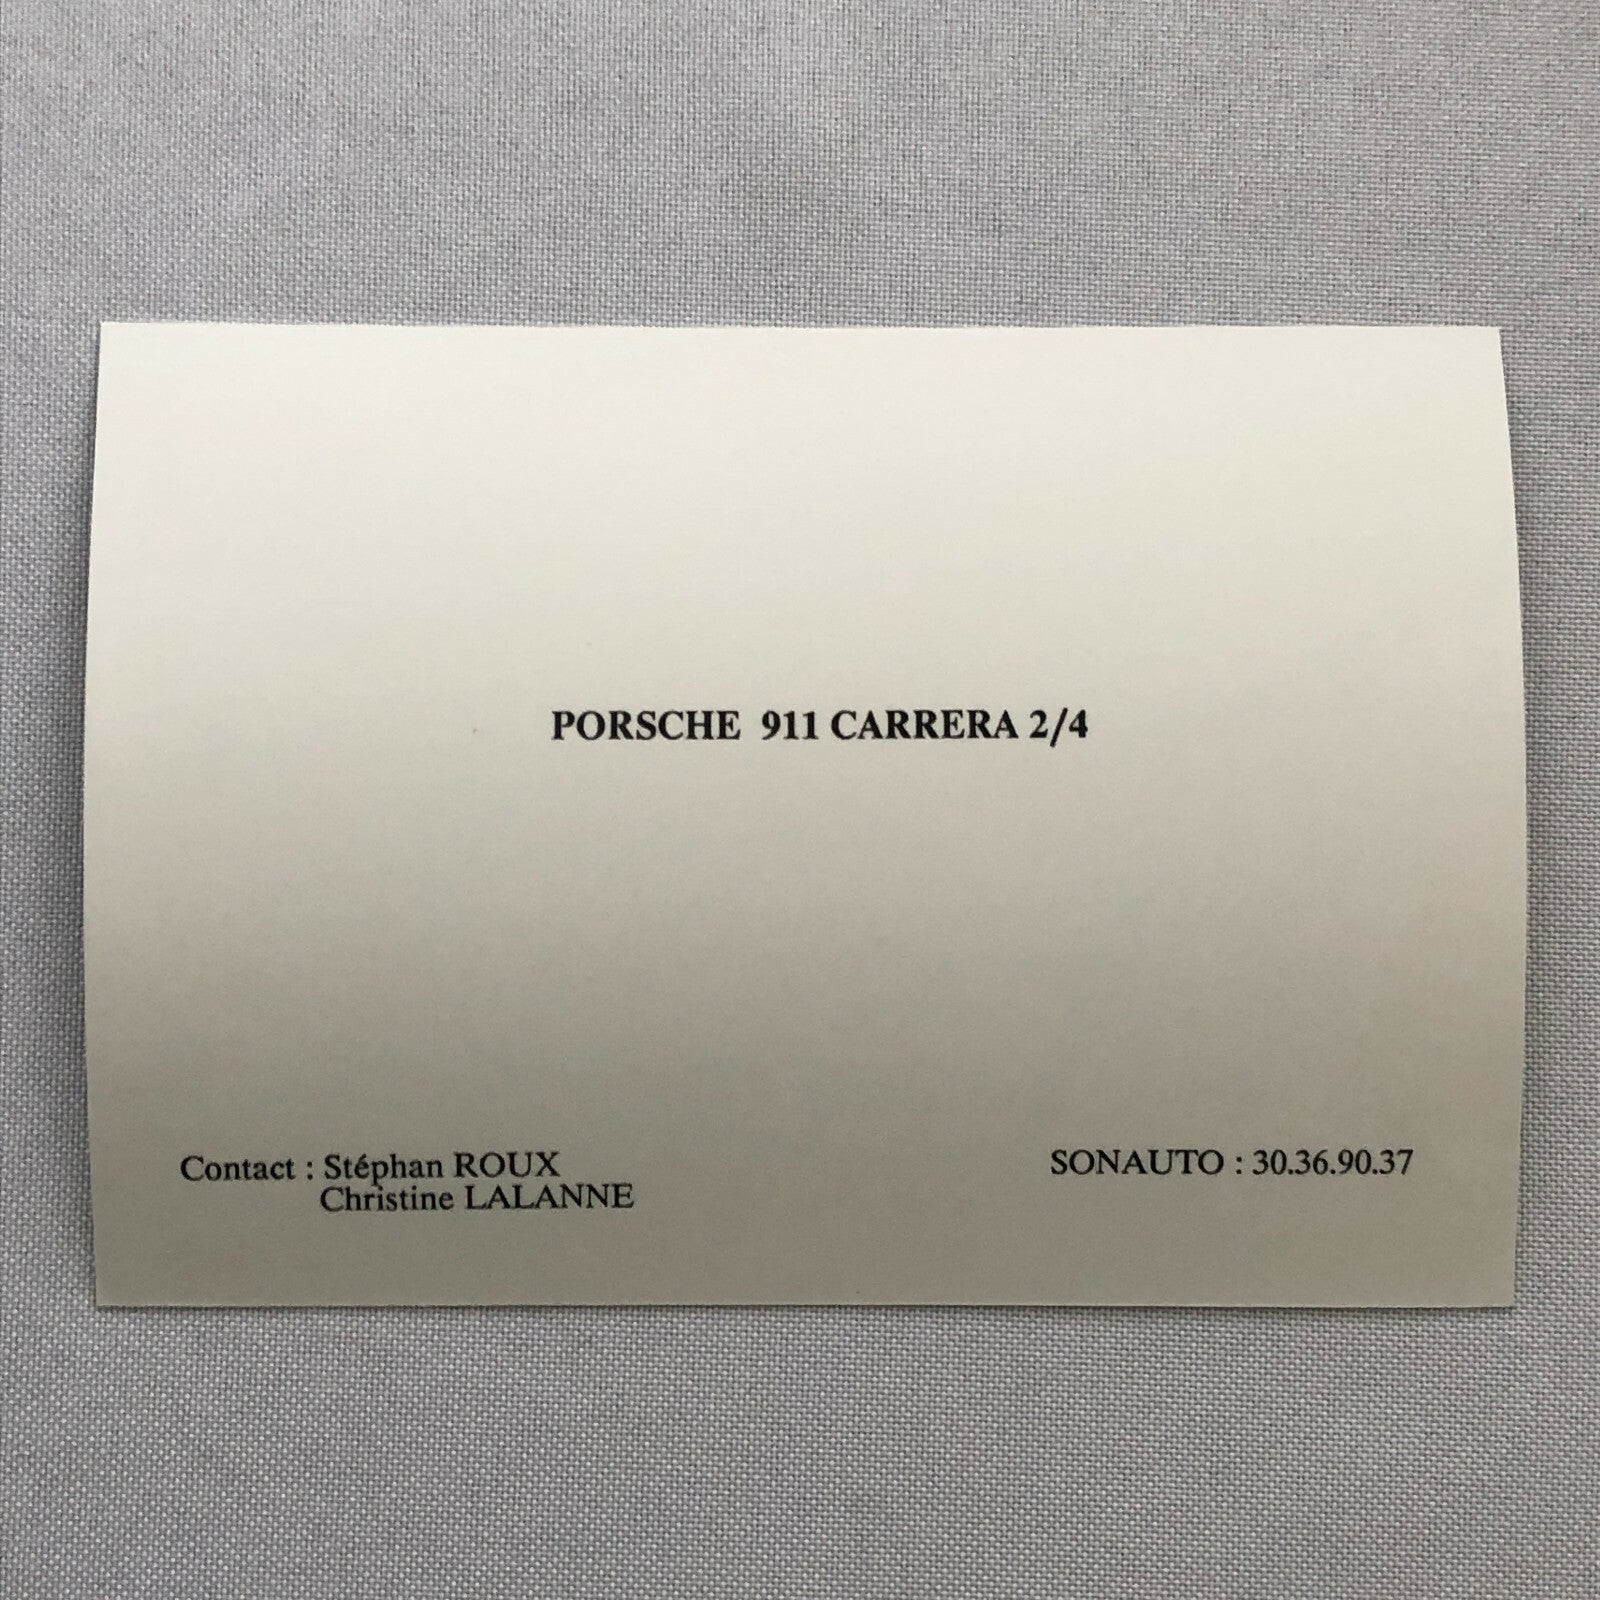 PORSCHE 911 CARRERA 2/4
Contact : Stéphan ROUX
Christine LALANNE
SONAUTO : 30.36.90.37